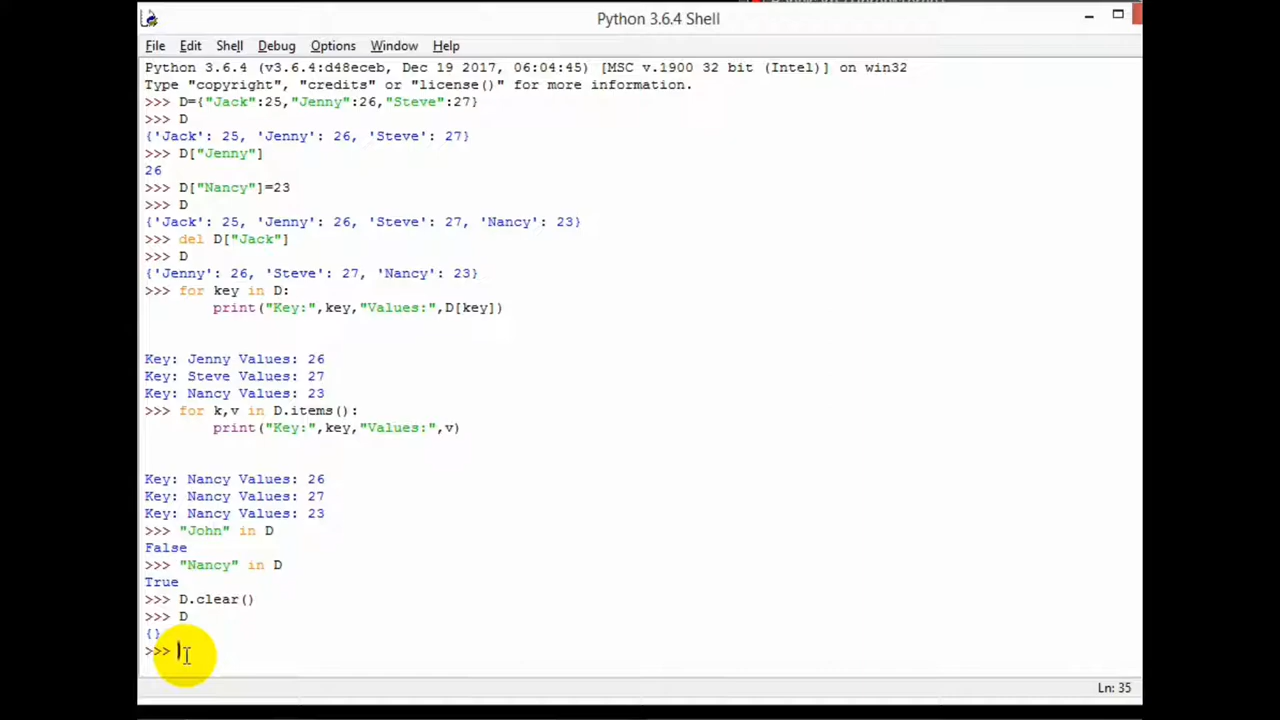 Python 3.6.4 Shell
File Edit Shell Debug Options Window Help
Python 3.6.4 (v3.6.4:d48eceb, Dec 19 2017, 06:04:45) [MSC v.1900 32 bit (Intel)] on win32
Type "copyright", "credits" or "license()" for more information.
>>> D={"Jack":25,"Jenny":26,"Steve":27}
>>> D
{'Jack': 25, 'Jenny': 26, 'Steve': 27}
>>> D["Jenny"]
26
>>> D["Nancy"]=23
>>> D
{'Jack': 25, 'Jenny': 26, 'Steve': 27, 'Nancy': 23}
>>> del D["Jack"]
>>> D
{'Jenny': 26, 'Steve': 27, 'Nancy': 23}
>>> for key in D:
print("Key:",key,"Values:",D[key])
Key: Jenny Values: 26
Key: Steve Values: 27
Key: Nancy Values: 23
>>> for k,v in D.items():
print("Key:",key,"Values:",v)
Key: Nancy Values: 26
Key: Nancy Values: 27
Key: Nancy Values: 23
>>> "John" in D
False
>>> "Nancy" in D
True
>>> D.clear()
>>> D
{}
>>>
Ln: 35